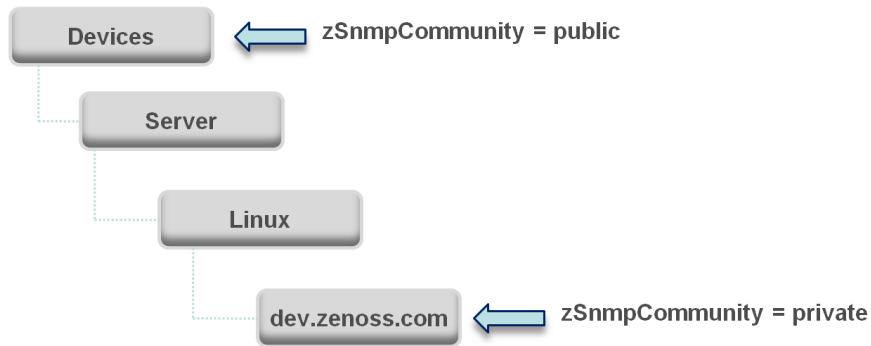 Devices
zSnmpCommunity = public
Server
Linux
dev.zenoss.com
zSnmpCommunity = private